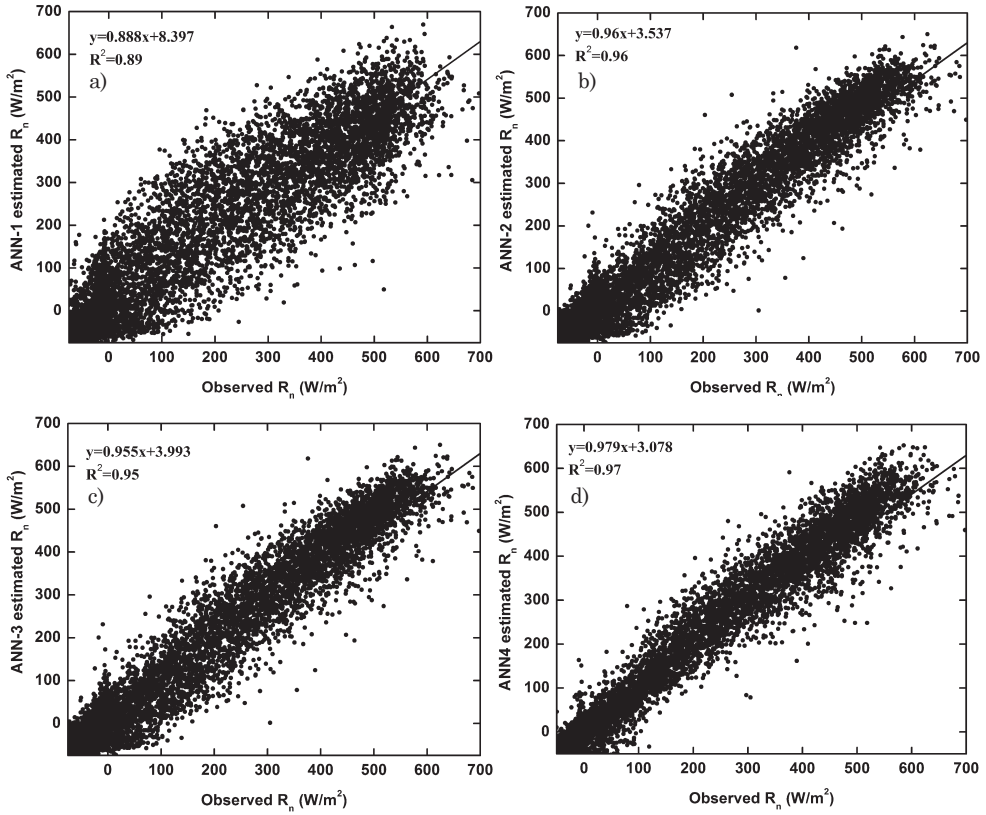 y=0.888x+8.397
R²=0.89
a)
700
600
500
400
300
200
100
0
ANN-1 estimated Rₙ (W/m²)
0 100 200 300 400 500 600 700
Observed Rₙ (W/m²)
y=0.96x+3.537
R²=0.96
b)
700
600
500
400
300
200
100
0
ANN-2 estimated Rₙ (W/m²)
0 100 200 300 400 500 600 700
Observed Rₙ (W/m²)
y=0.955x+3.993
R²=0.95
c)
700
600
500
400
300
200
100
0
ANN-3 estimated Rₙ (W/m²)
0 100 200 300 400 500 600 700
Observed Rₙ (W/m²)
y=0.979x+3.078
R²=0.97
d)
700
600
500
400
300
200
100
0
ANN4 estimated Rₙ (W/m²)
0 100 200 300 400 500 600 700
Observed Rₙ (W/m²)